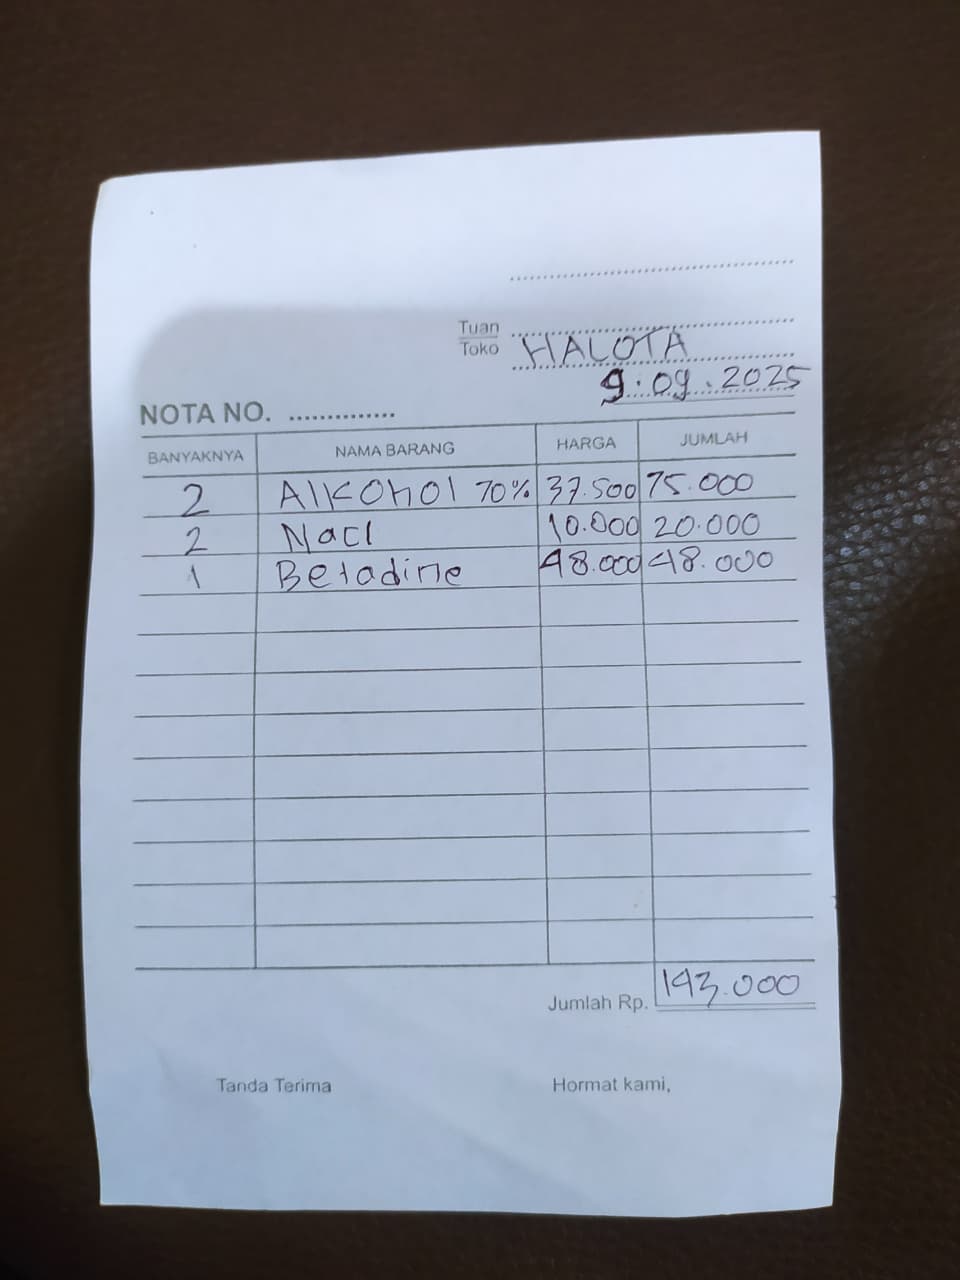 Tuan
Toko HALOTA
9.09.2025
NOTA NO. ..............
BANYAKNYA NAMA BARANG HARGA JUMLAH
2 Alkohol 70% 37.500 75.000
2 Nacl 10.000 20.000
1 Betadine 48.000 48.000
Jumlah Rp. 143.000
Tanda Terima Hormat kami,